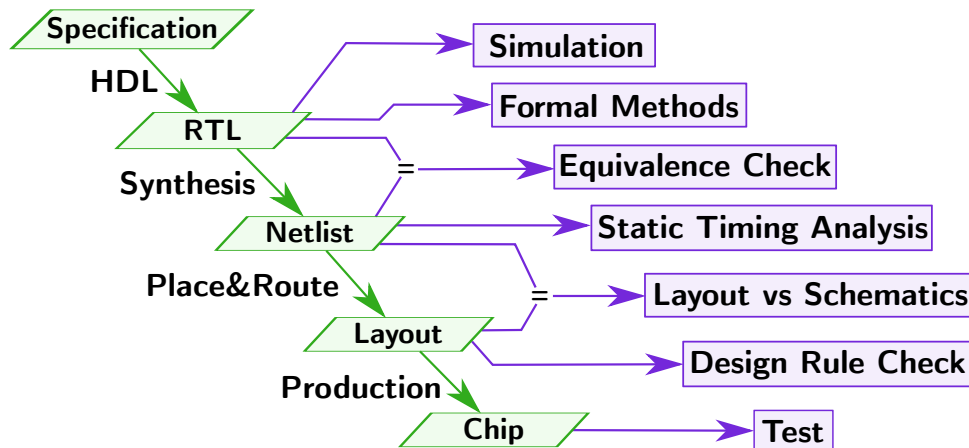 Specification
Simulation
HDL
Formal Methods
RTL
=
Equivalence Check
Synthesis
Netlist
Static Timing Analysis
Place&Route
=
Layout vs Schematics
Layout
Design Rule Check
Production
Chip
Test